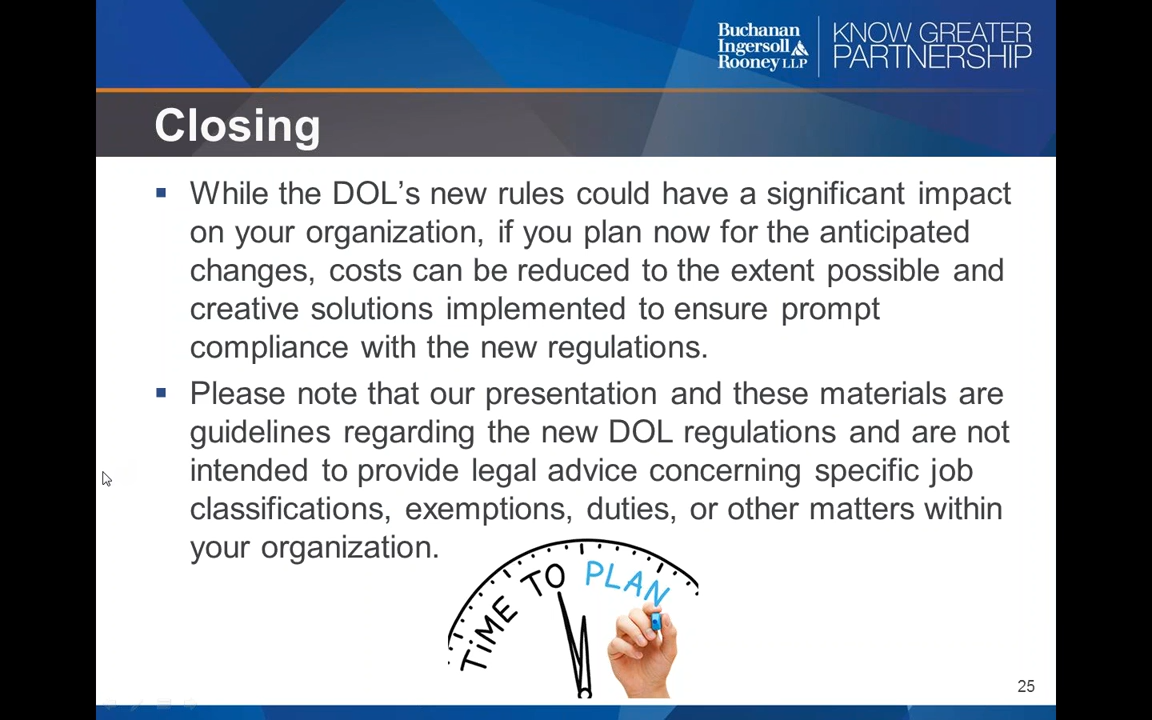 Buchanan
Ingersoll
Rooney LLP
KNOW GREATER
PARTNERSHIP
Closing
While the DOL’s new rules could have a significant impact
on your organization, if you plan now for the anticipated
changes, costs can be reduced to the extent possible and
creative solutions implemented to ensure prompt
compliance with the new regulations.
Please note that our presentation and these materials are
guidelines regarding the new DOL regulations and are not
intended to provide legal advice concerning specific job
classifications, exemptions, duties, or other matters within
your organization.
TiME TO PLAN
25